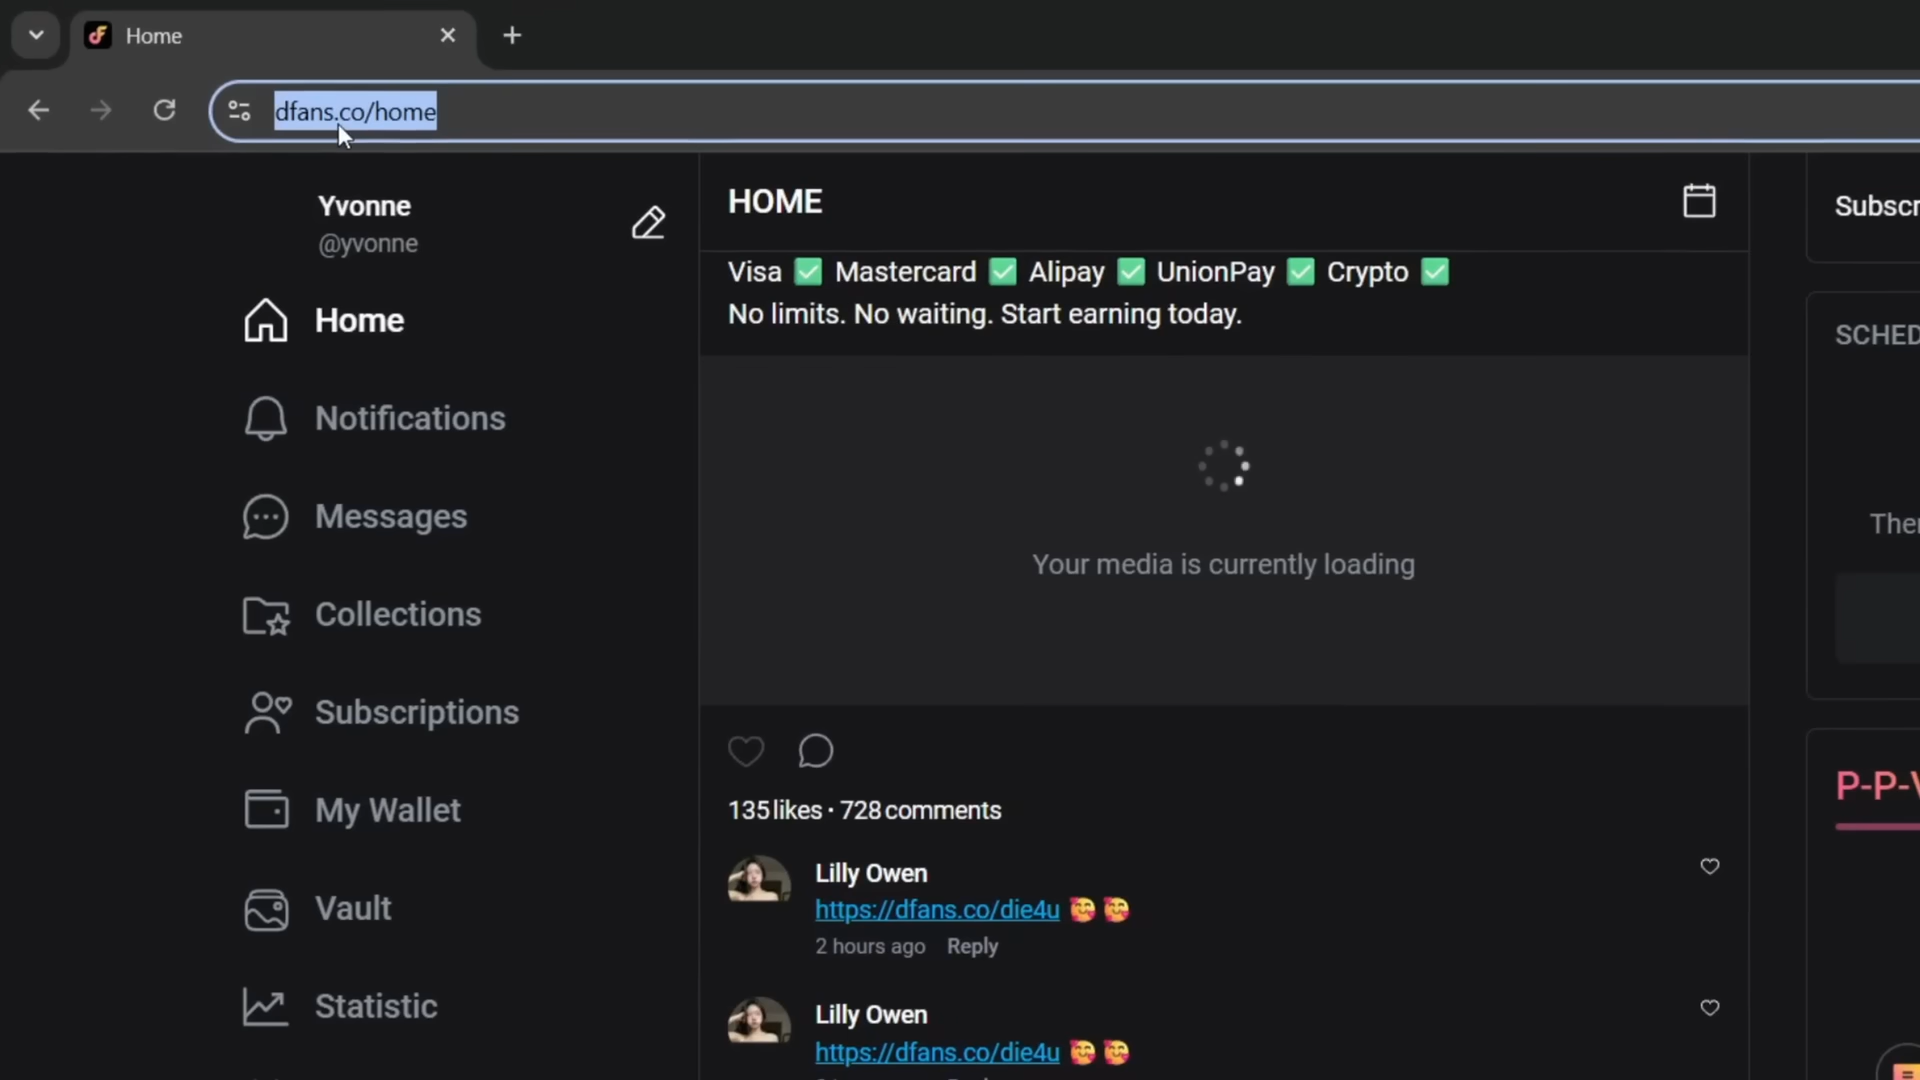 Home
dfans.co/home
Yvonne
@yvonne
Home
Notifications
Messages
Collections
Subscriptions
My Wallet
Vault
Statistic
HOME
Visa ✅ Mastercard ✅ Alipay ✅ UnionPay ✅ Crypto ✅
No limits. No waiting. Start earning today.
Your media is currently loading
135 likes · 728 comments
Lilly Owen
https://dfans.co/die4u 🥰 🥰
2 hours ago Reply
Lilly Owen
https://dfans.co/die4u 🥰 🥰
Subscr
SCHED
Ther
P-P-V